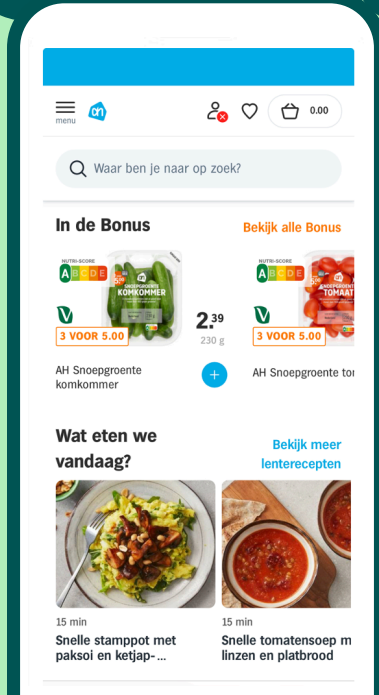 menu
ah
0.00
Waar ben je naar op zoek?
In de Bonus
Bekijk alle Bonus
NUTRI-SCORE
A B C D E
SNOEPGROENTE
KOMKOMMER
3 VOOR 5.00
2.39
230 g
AH Snoepgroente
komkommer
NUTRI-SCORE
A B C D E
SNOEPGROENTE
TOMAAT
3 VOOR 5.00
AH Snoepgroente tor
Wat eten we
vandaag?
Bekijk meer
lenterecepten
15 min
Snelle stamppot met
paksoi en ketjap-...
15 min
Snelle tomatensoep m
linzen en platbrood